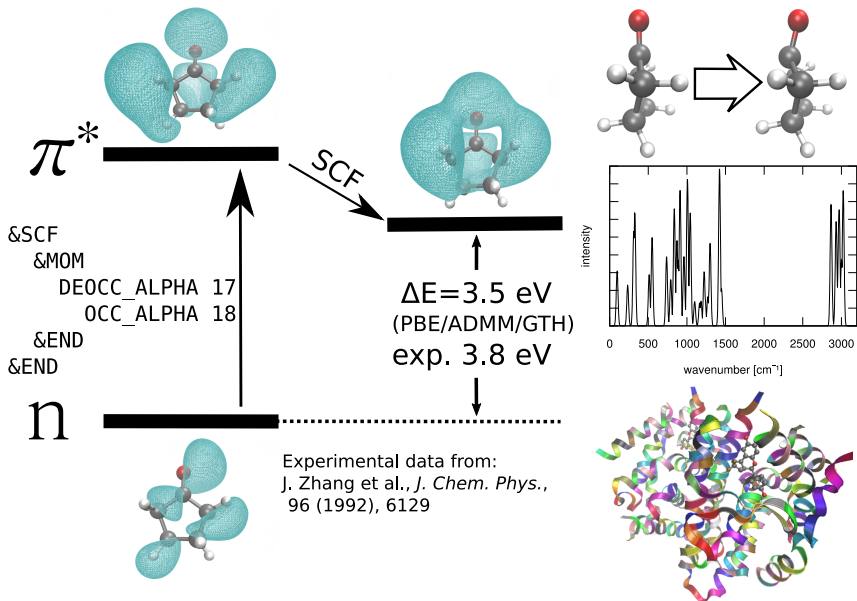 π*
SCF
&SCF
&MOM
DEOCC_ALPHA 17
OCC_ALPHA 18
&END
&END
n
ΔE=3.5 eV
(PBE/ADMM/GTH)
exp. 3.8 eV
Experimental data from:
J. Zhang et al., J. Chem. Phys.,
96 (1992), 6129
intensity
0 500 1000 1500 2000 2500 3000
wavenumber [cm⁻¹]